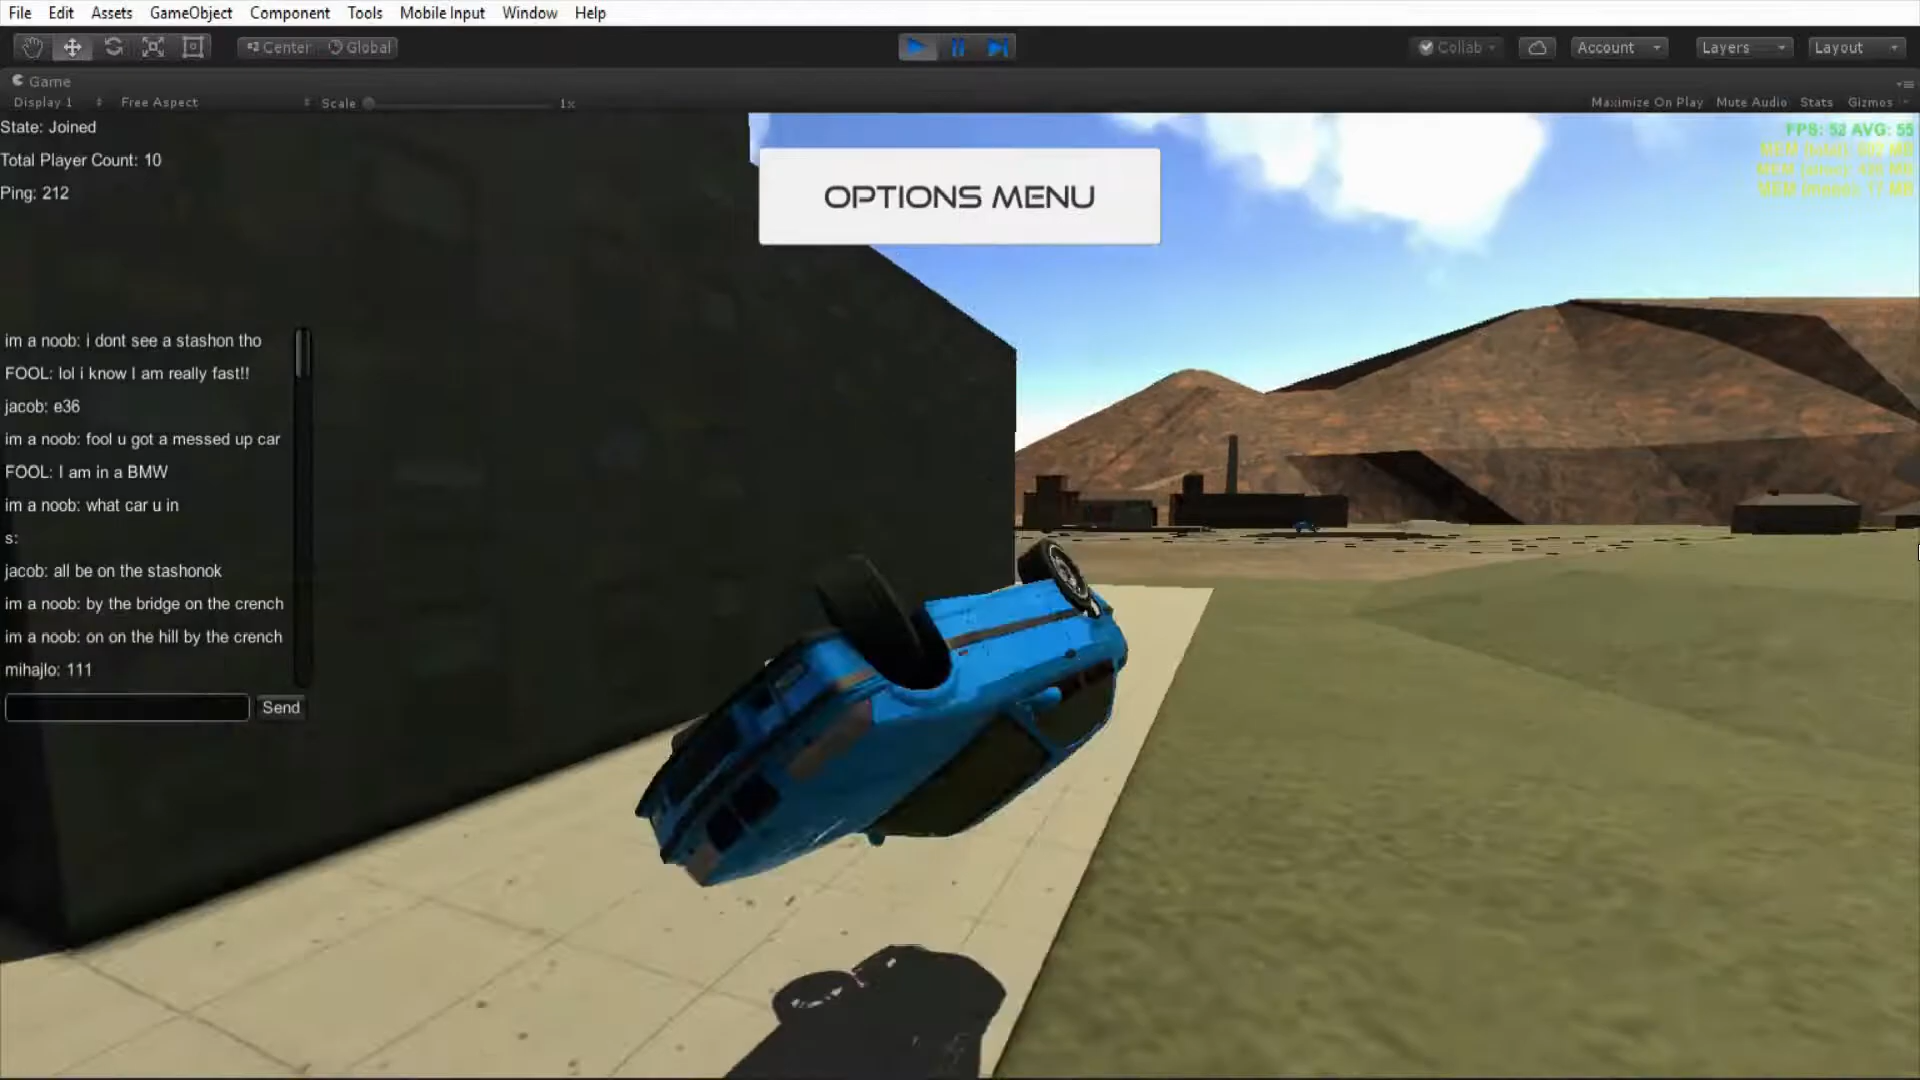 File Edit Assets GameObject Component Tools Mobile Input Window Help
Center Global Collab Account Layers Layout
Game
Display 1 Free Aspect Scale 1x Maximize On Play Mute Audio Stats Gizmos
State: Joined
FPS: 52 AVG: 55
Total Player Count: 10
Ping: 212
OPTIONS MENU
im a noob: i dont see a stashon tho
FOOL: lol i know I am really fast!!
jacob: e36
im a noob: fool u got a messed up car
FOOL: I am in a BMW
im a noob: what car u in
s:
jacob: all be on the stashonok
im a noob: by the bridge on the crench
im a noob: on on the hill by the crench
mihajlo: 111
Send